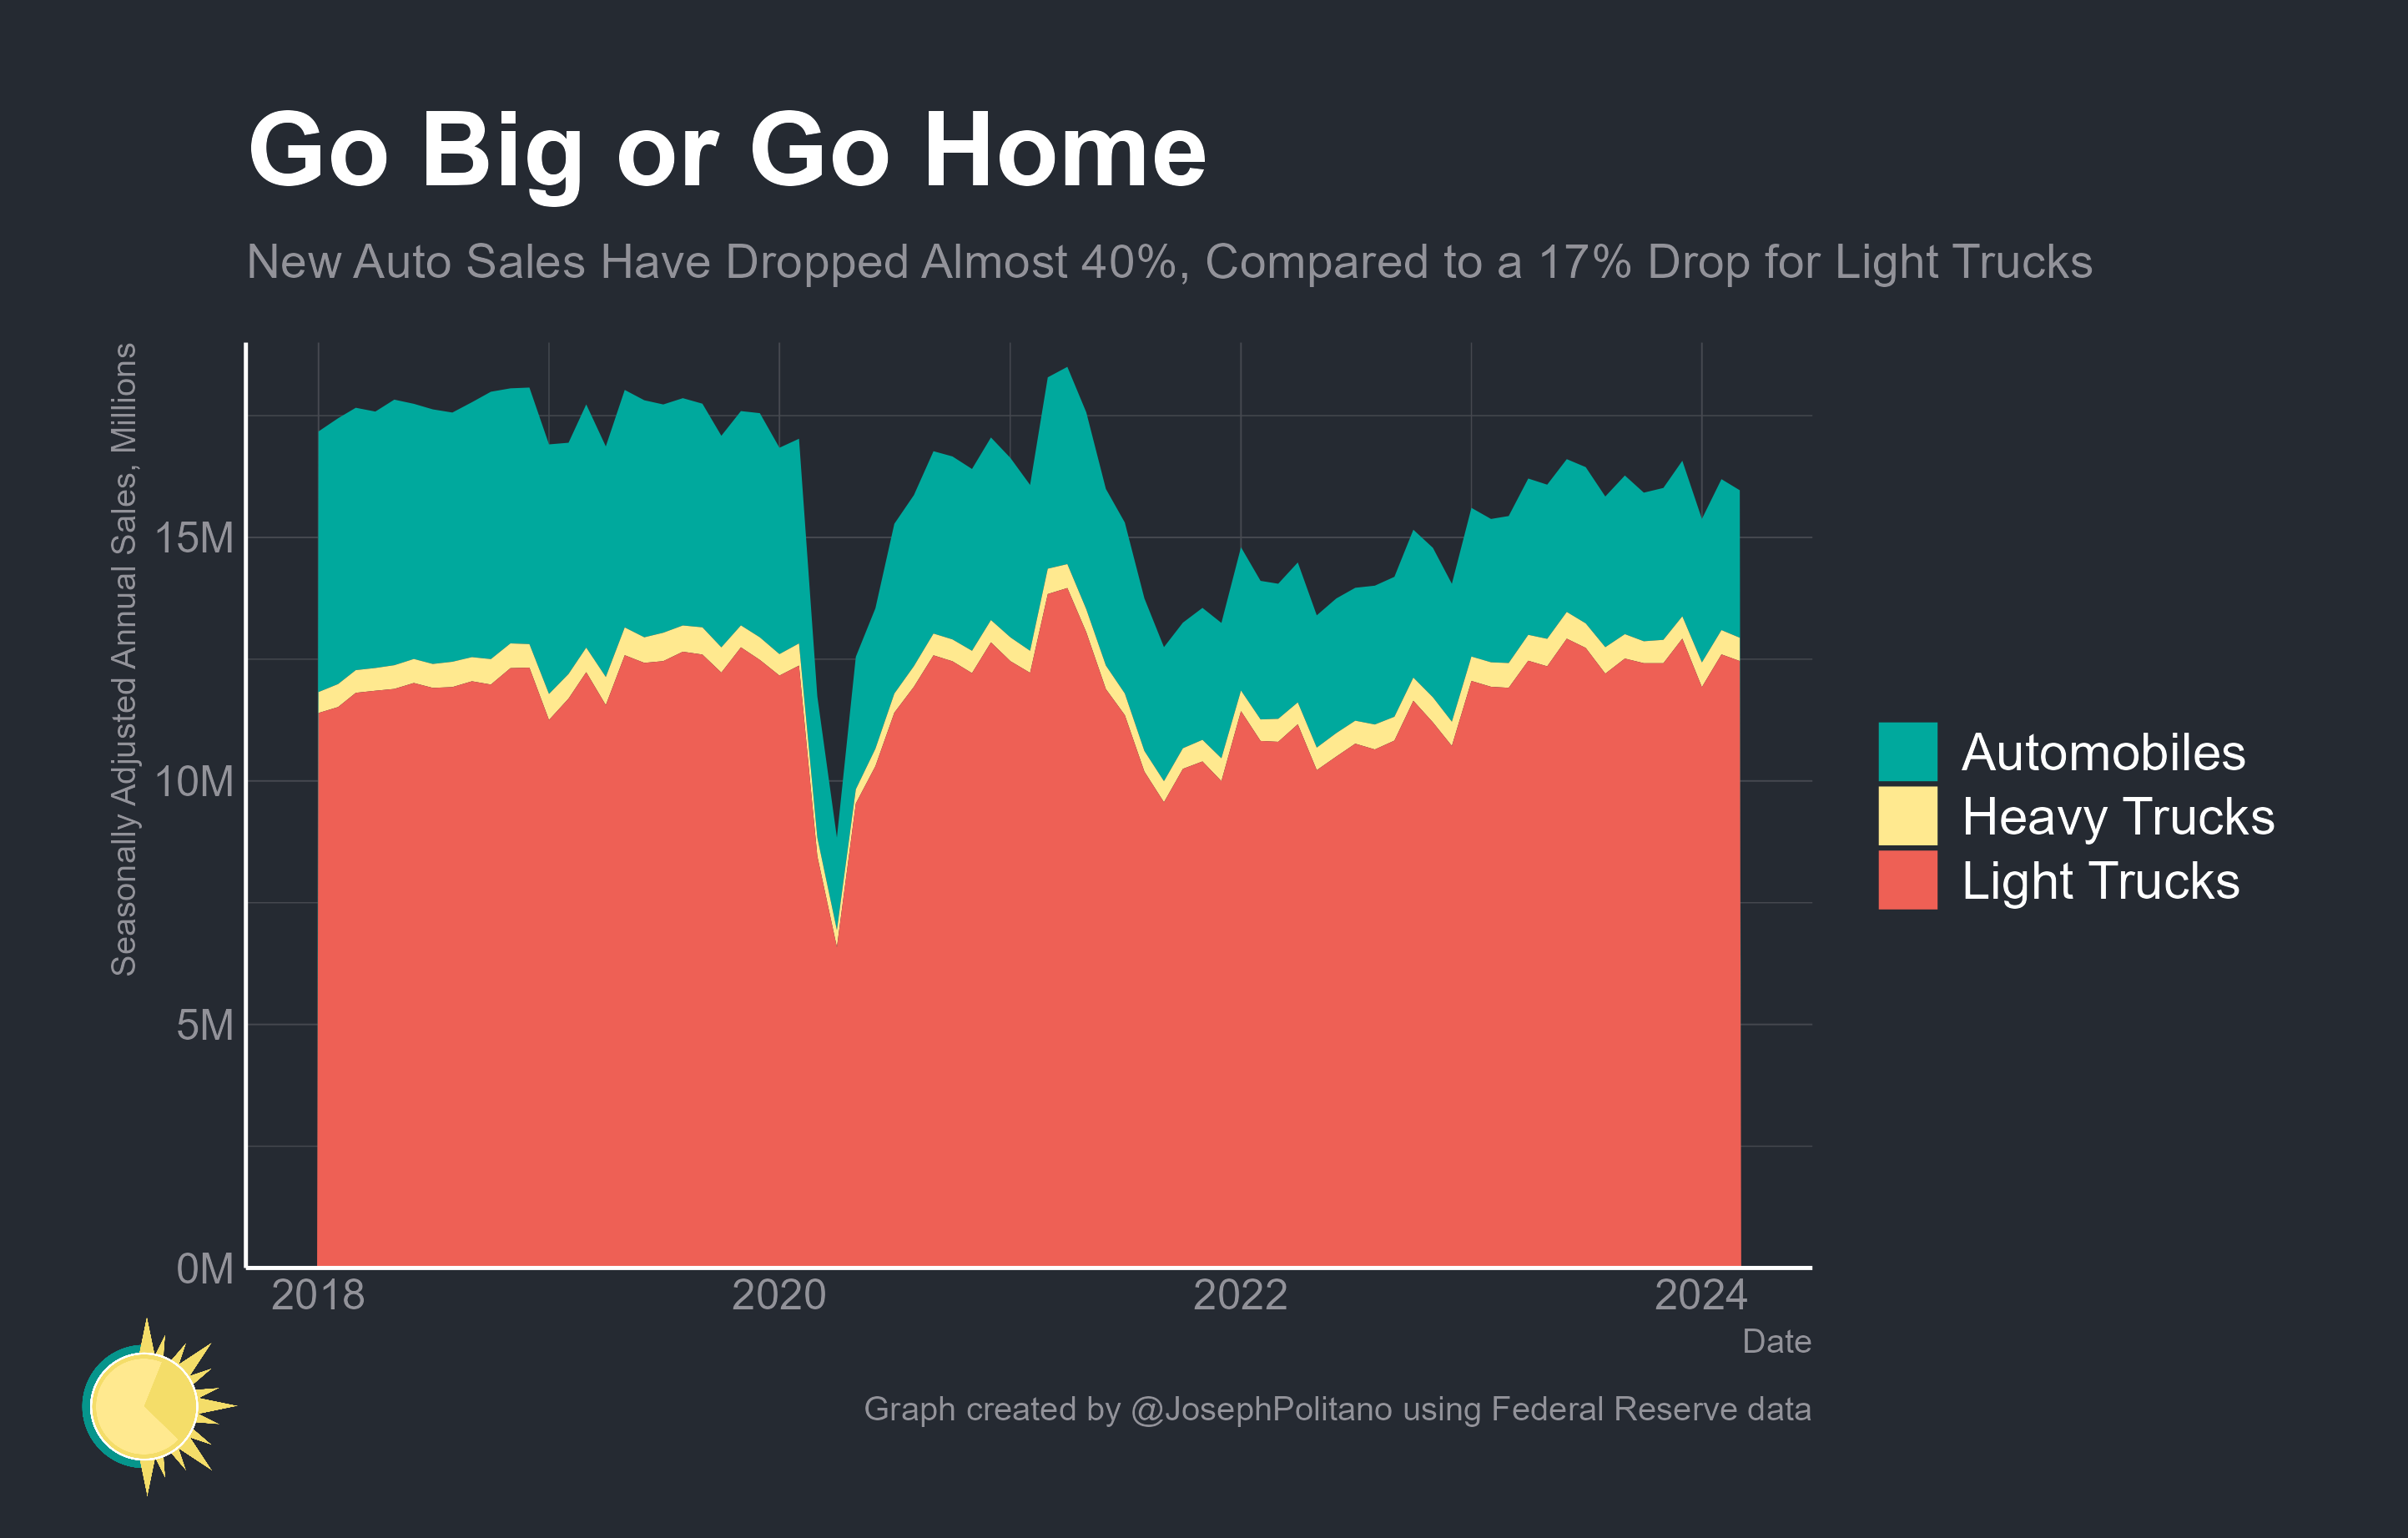 Go Big or Go Home
New Auto Sales Have Dropped Almost 40%, Compared to a 17% Drop for Light Trucks
Seasonally Adjusted Annual Sales, Millions
15M
10M
5M
0M
2018
2020
2022
2024
Date
Automobiles
Heavy Trucks
Light Trucks
Graph created by @JosephPolitano using Federal Reserve data